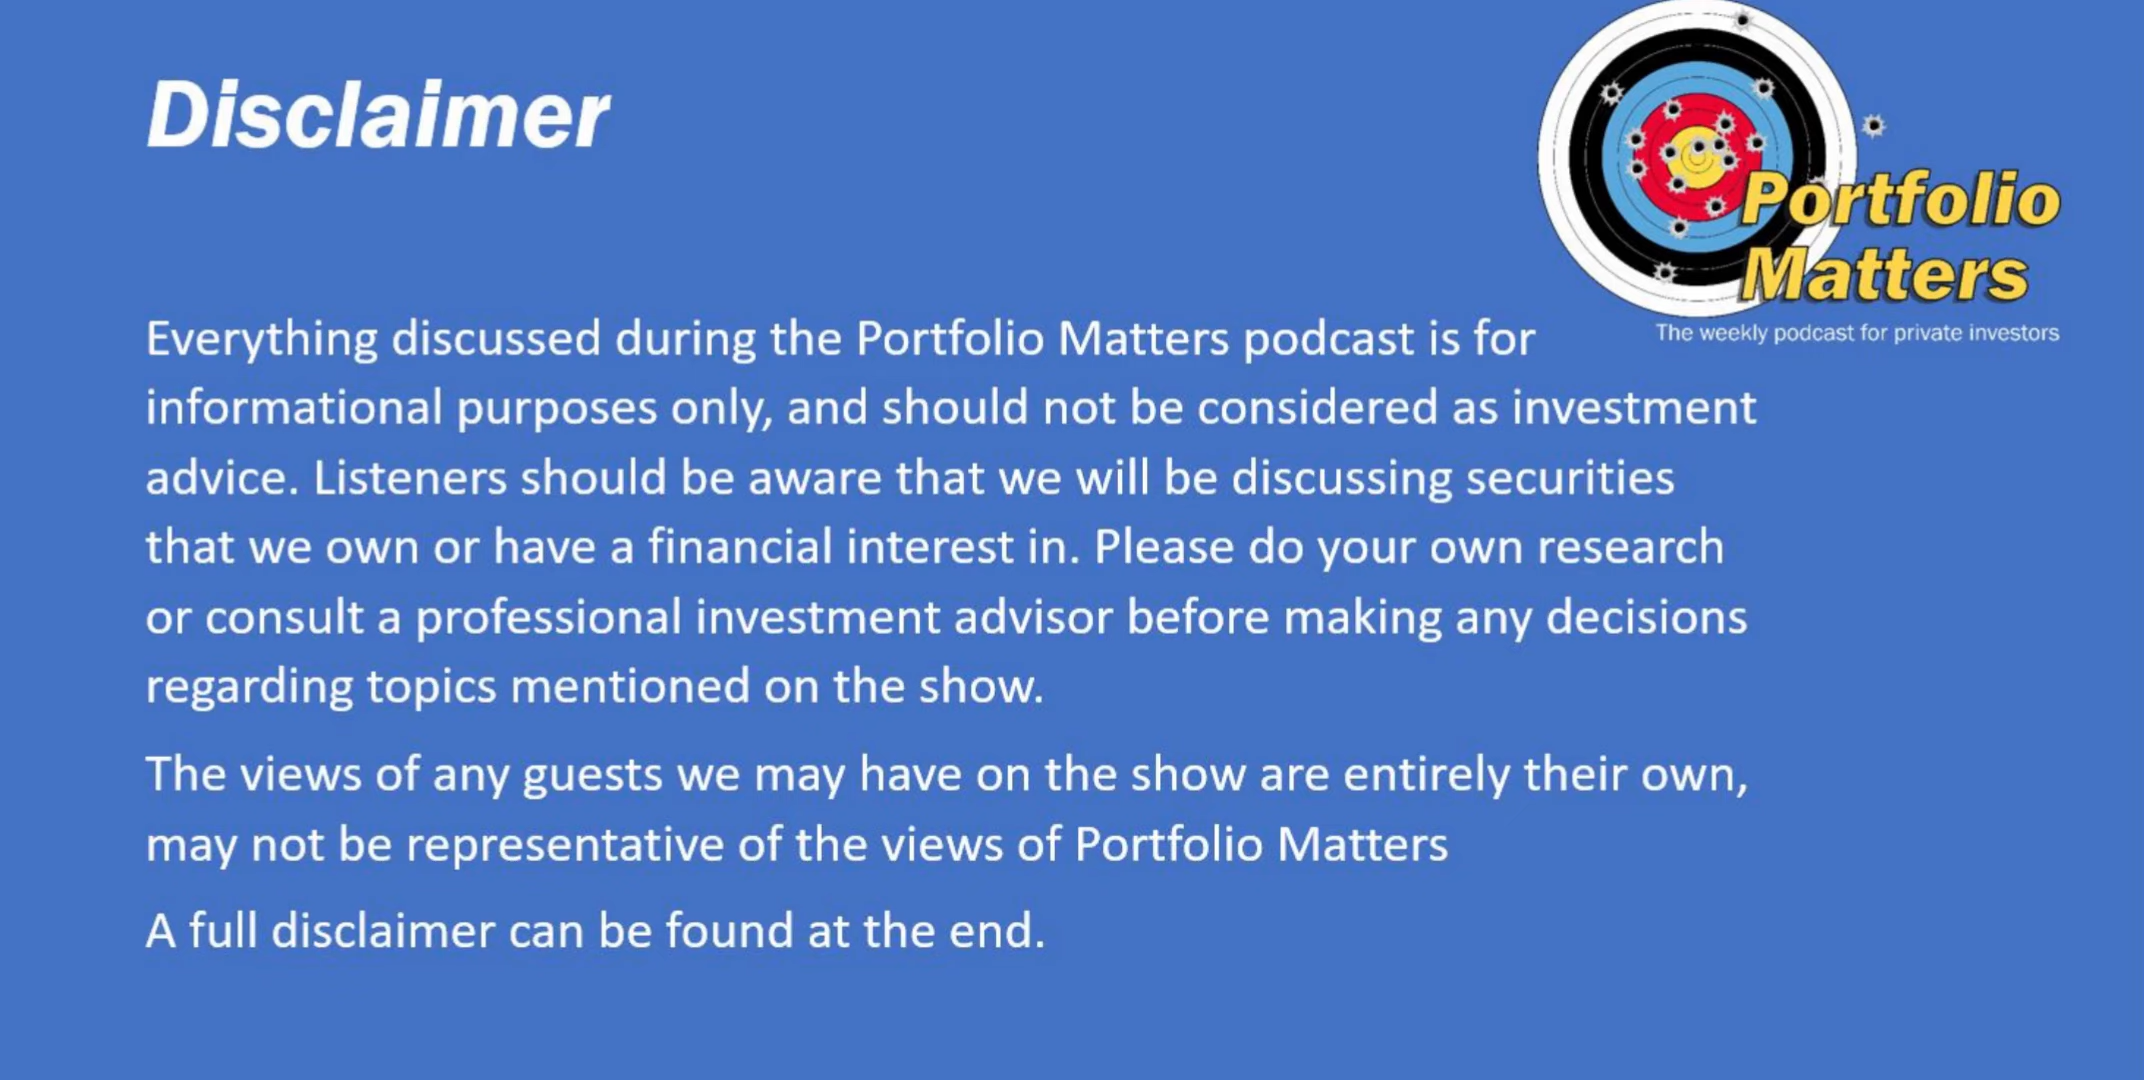 Disclaimer
Portfolio
Matters
The weekly podcast for private investors
Everything discussed during the Portfolio Matters podcast is for
informational purposes only, and should not be considered as investment
advice. Listeners should be aware that we will be discussing securities
that we own or have a financial interest in. Please do your own research
or consult a professional investment advisor before making any decisions
regarding topics mentioned on the show.
The views of any guests we may have on the show are entirely their own,
may not be representative of the views of Portfolio Matters
A full disclaimer can be found at the end.